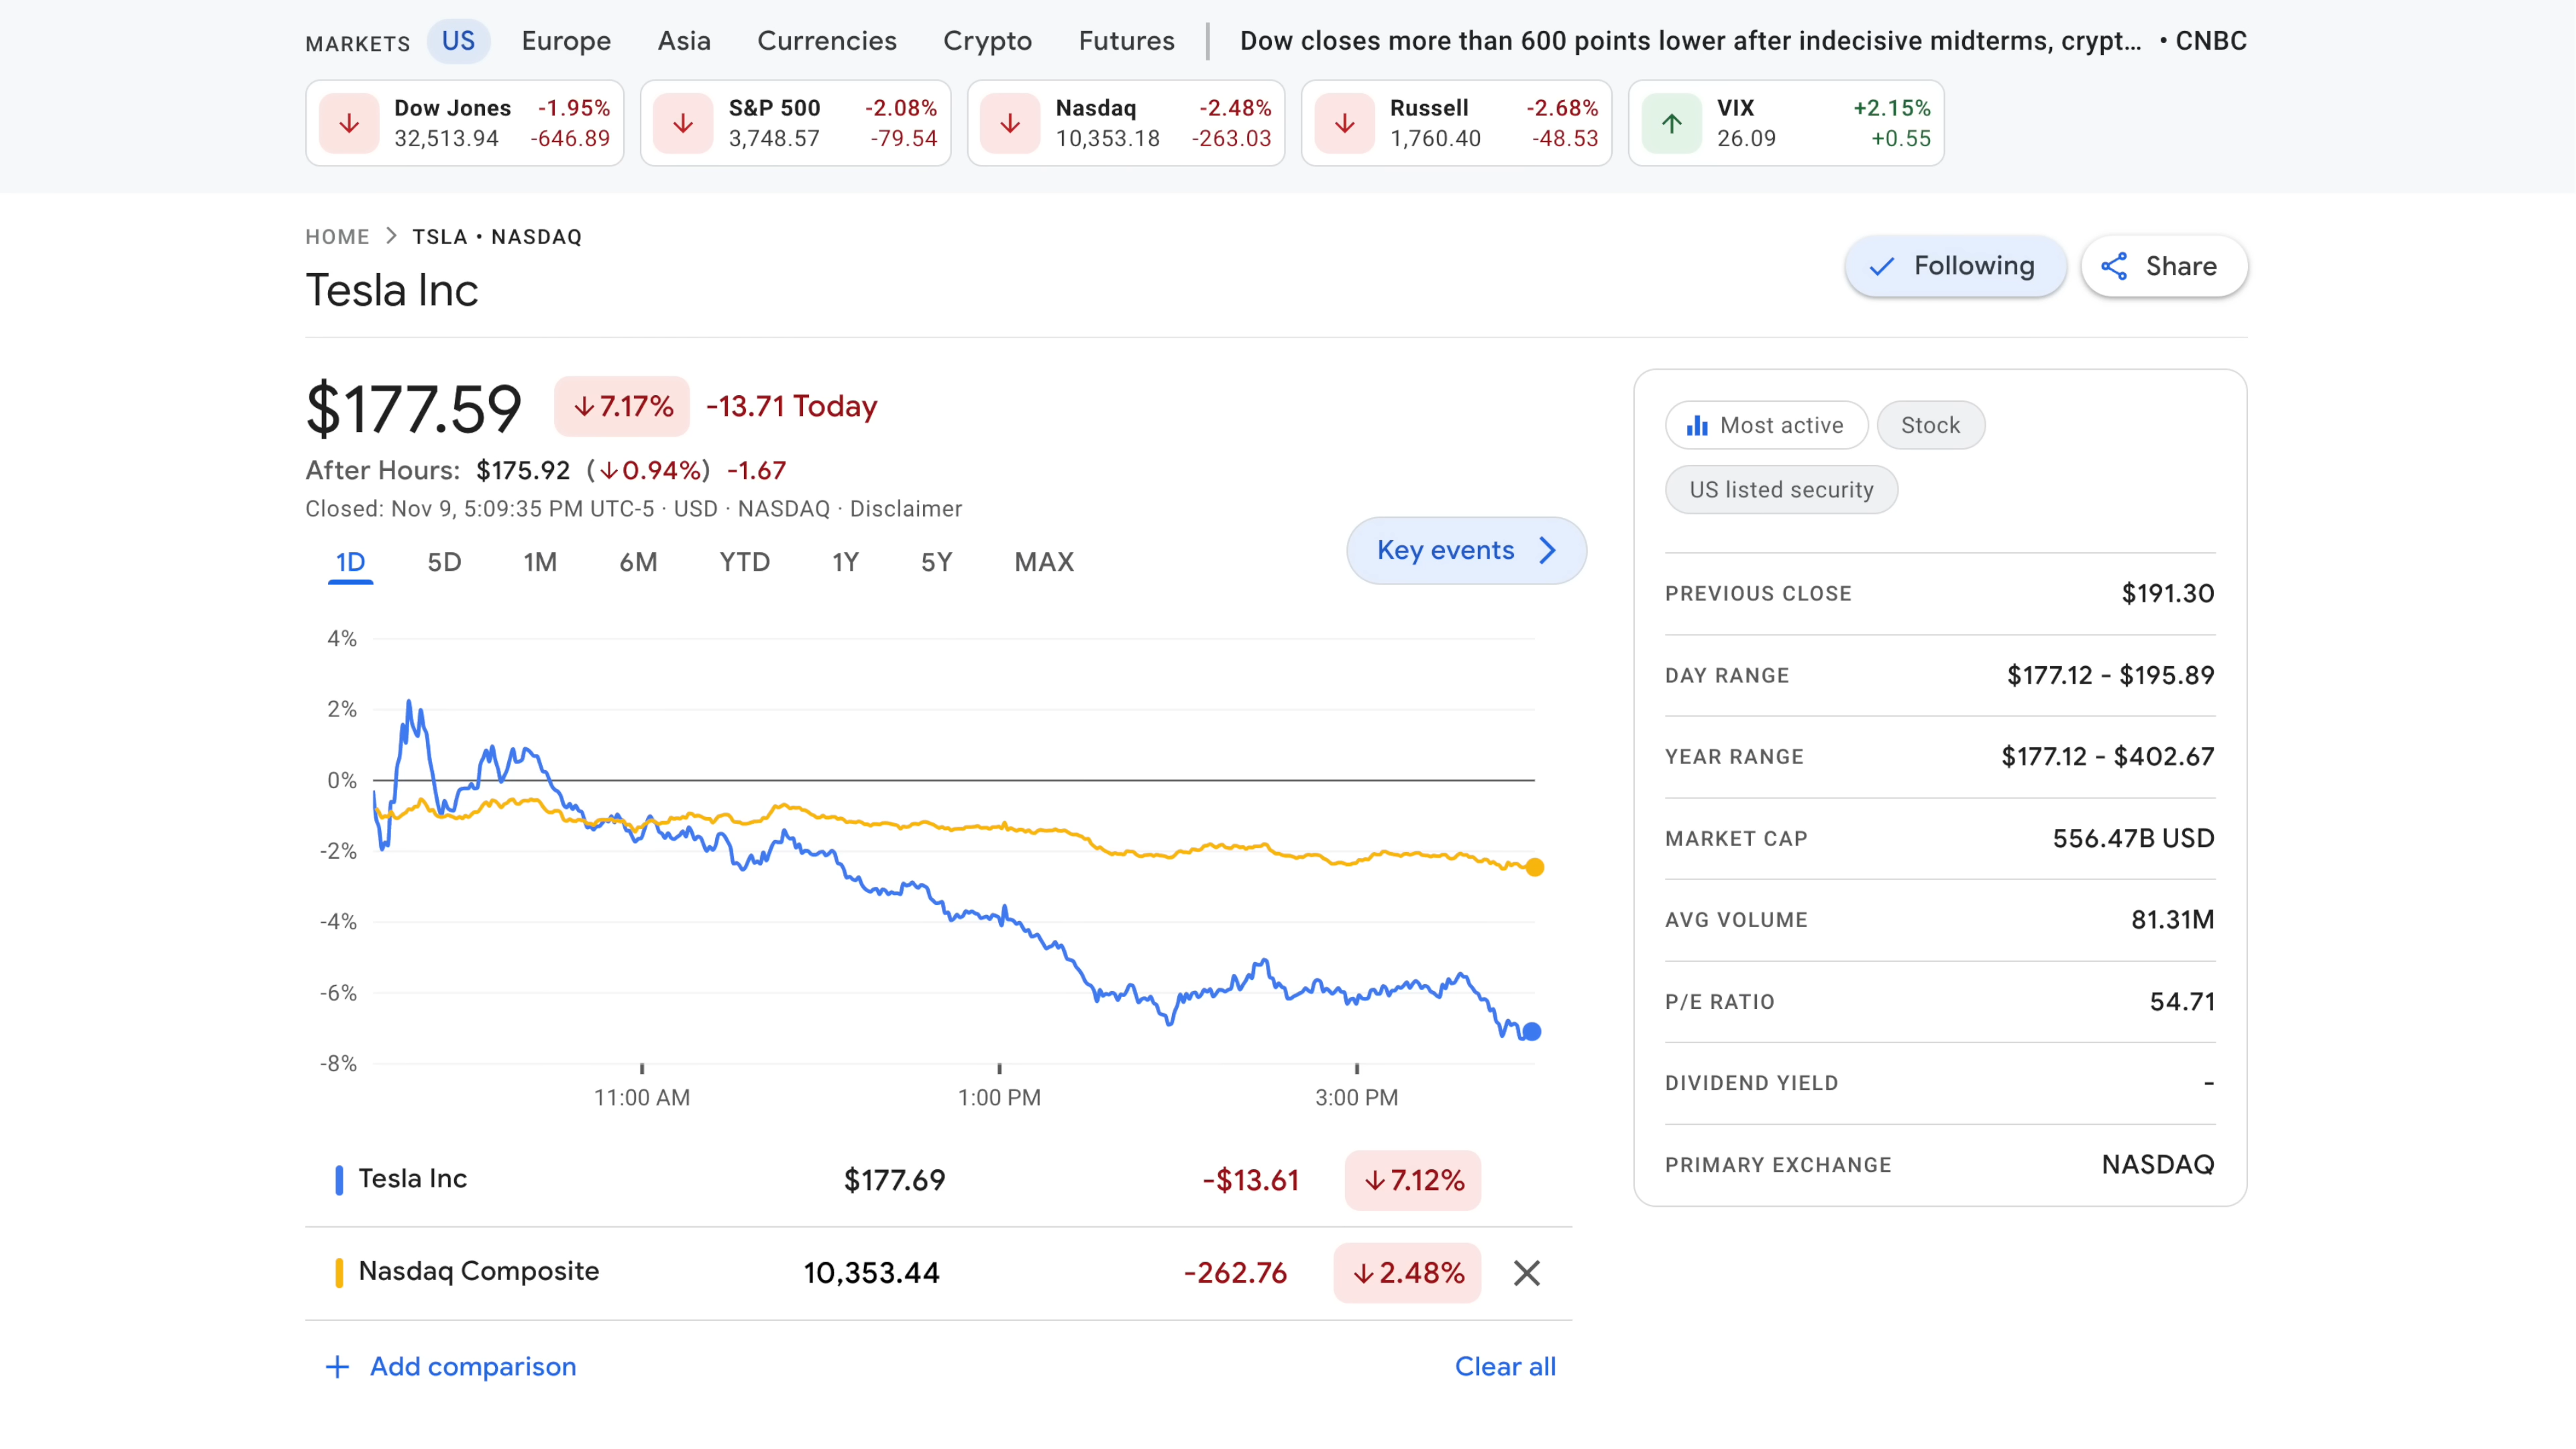 MARKETS US Europe Asia Currencies Crypto Futures | Dow closes more than 600 points lower after indecisive midterms, crypt... • CNBC
Dow Jones -1.95% S&P 500 -2.08% Nasdaq -2.48% Russell -2.68% VIX +2.15%
32,513.94 -646.89 3,748.57 -79.54 10,353.18 -263.03 1,760.40 -48.53 26.09 +0.55
HOME > TSLA • NASDAQ
Tesla Inc
Following Share
$177.59 ↓7.17% -13.71 Today
After Hours: $175.92 (↓0.94%) -1.67
Closed: Nov 9, 5:09:35 PM UTC-5 · USD · NASDAQ · Disclaimer
1D 5D 1M 6M YTD 1Y 5Y MAX
Key events >
4%
2%
0%
-2%
-4%
-6%
-8%
11:00 AM 1:00 PM 3:00 PM
Tesla Inc $177.69 -$13.61 ↓7.12%
Nasdaq Composite 10,353.44 -262.76 ↓2.48%
+ Add comparison Clear all
Most active Stock
US listed security
PREVIOUS CLOSE $191.30
DAY RANGE $177.12 - $195.89
YEAR RANGE $177.12 - $402.67
MARKET CAP 556.47B USD
AVG VOLUME 81.31M
P/E RATIO 54.71
DIVIDEND YIELD -
PRIMARY EXCHANGE NASDAQ